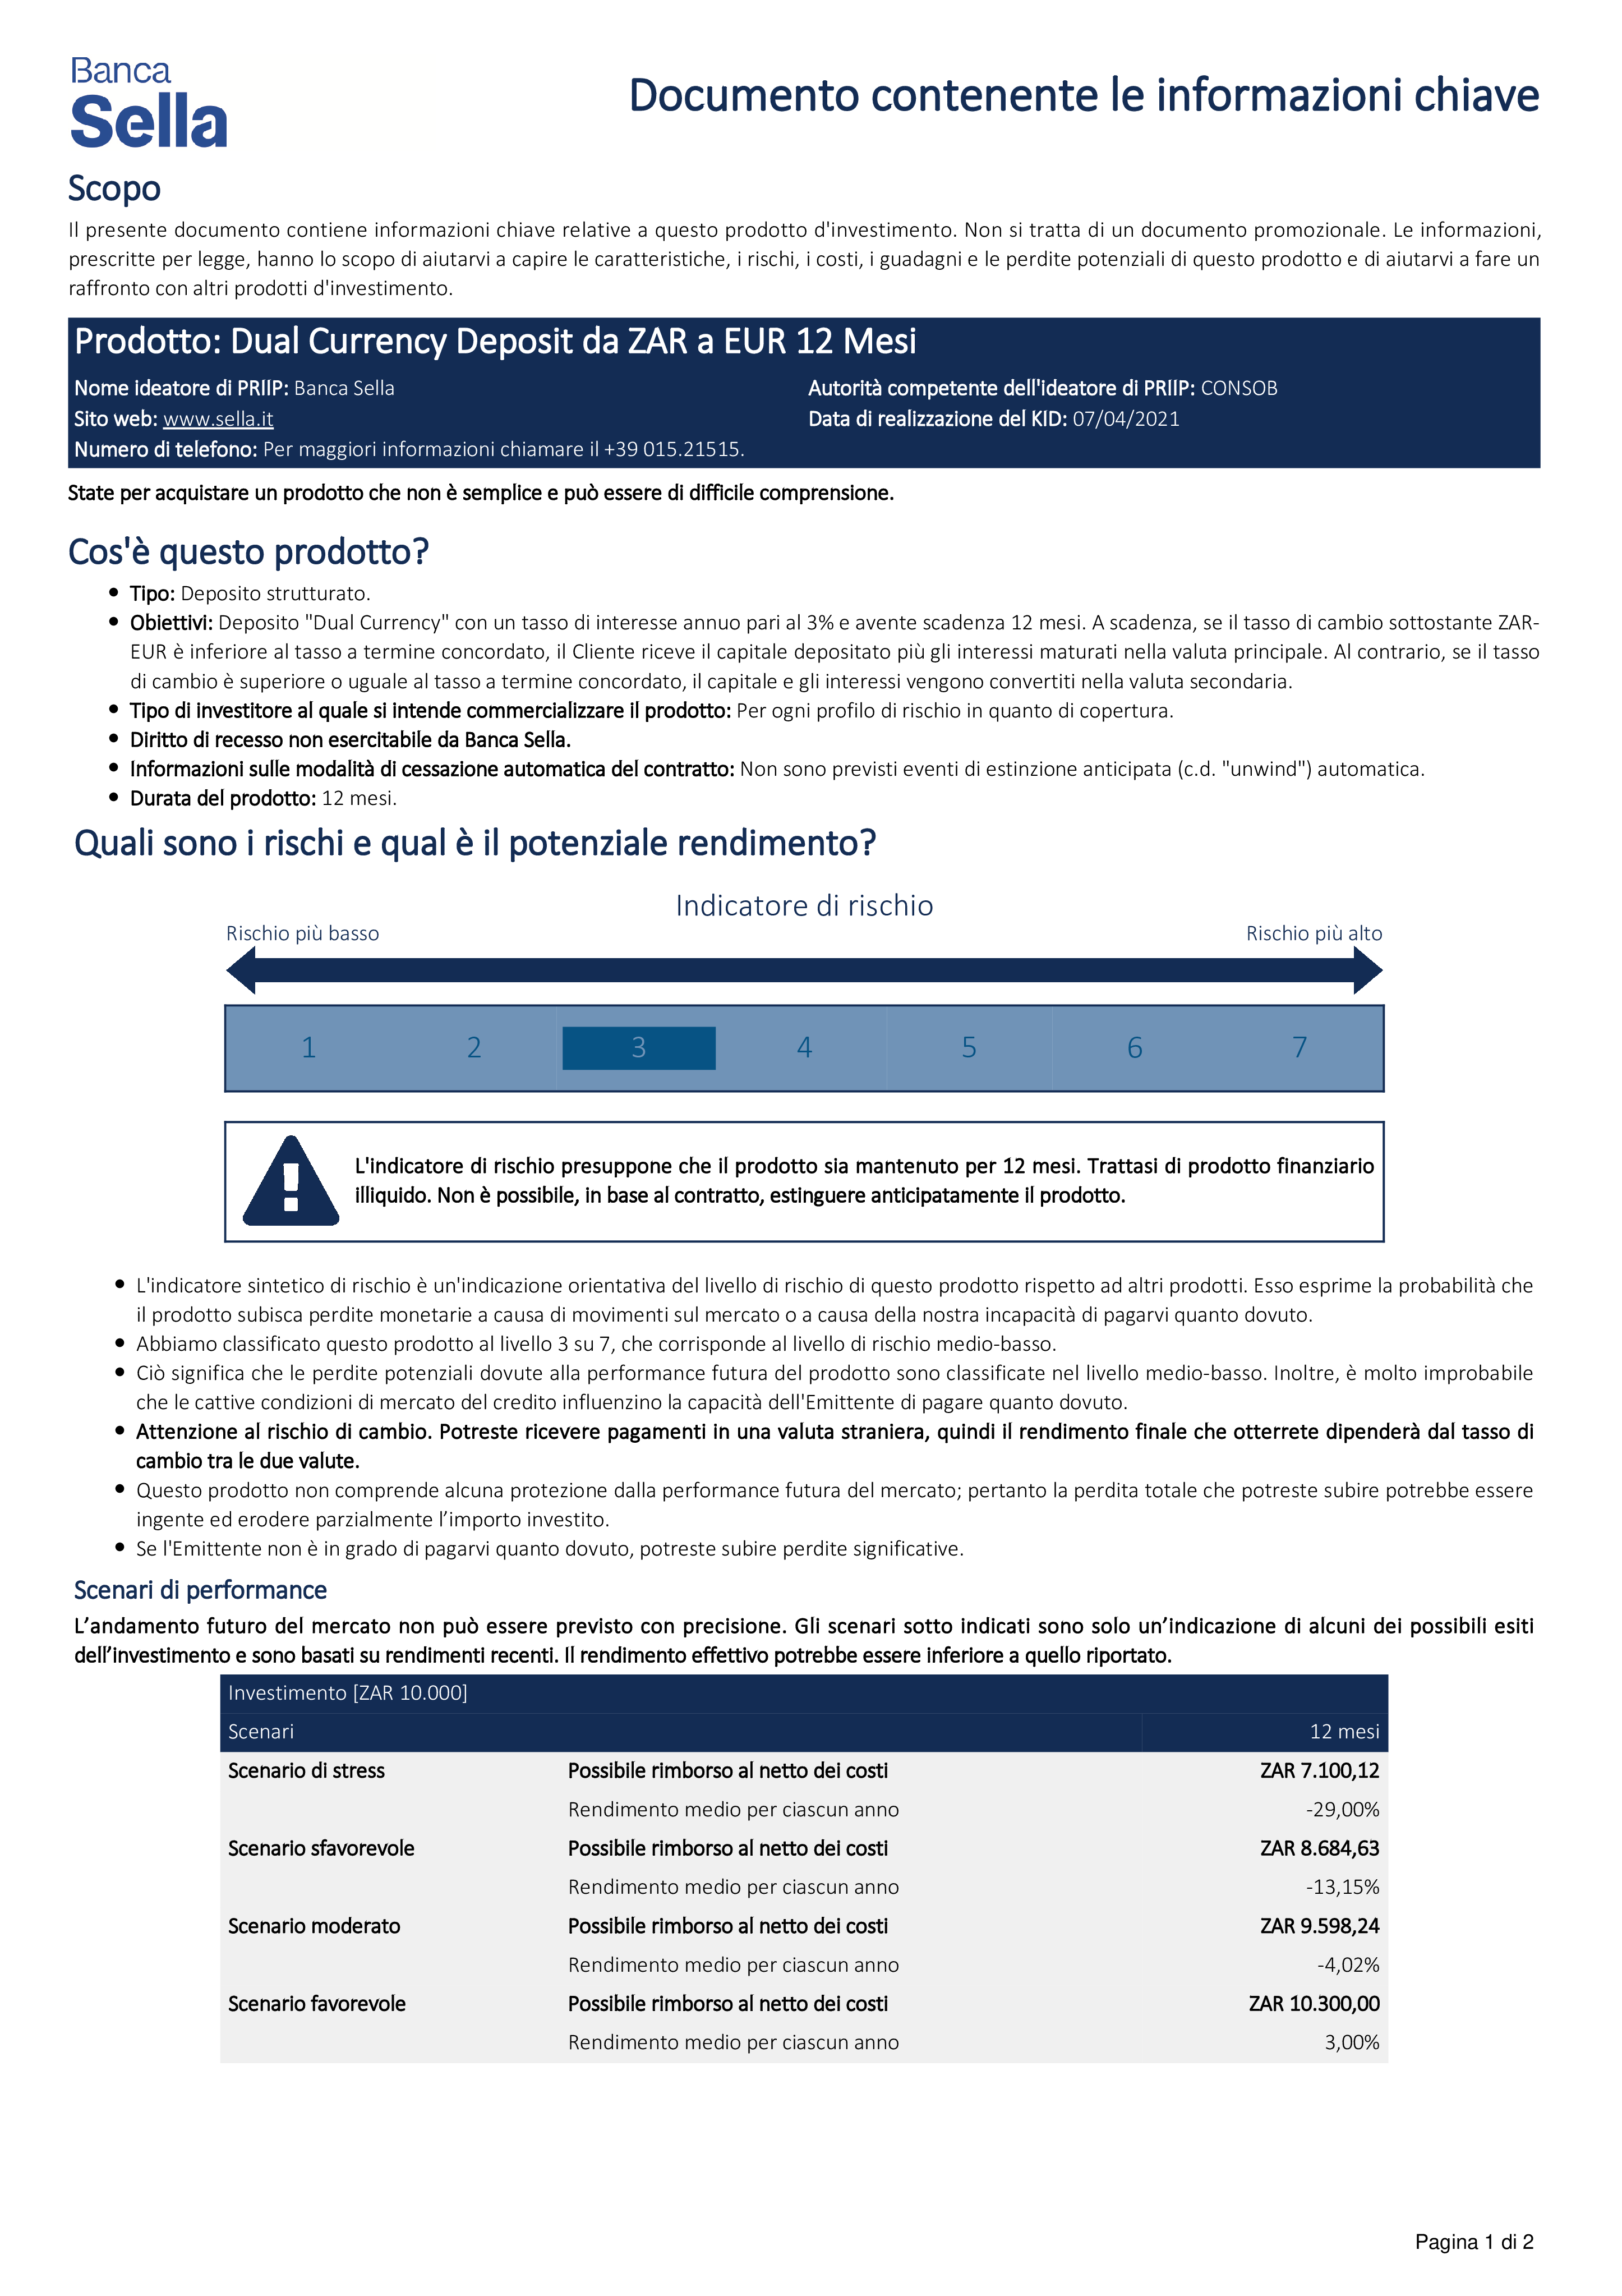 Banca
Sella
Documento contenente le informazioni chiave
Scopo
Il presente documento contiene informazioni chiave relative a questo prodotto d'investimento. Non si tratta di un documento promozionale. Le informazioni,
prescritte per legge, hanno lo scopo di aiutarvi a capire le caratteristiche, i rischi, i costi, i guadagni e le perdite potenziali di questo prodotto e di aiutarvi a fare un
raffronto con altri prodotti d'investimento.
Prodotto: Dual Currency Deposit da ZAR a EUR 12 Mesi
Nome ideatore di PRIIP: Banca Sella
Autorità competente dell'ideatore di PRIIP: CONSOB
Sito web: www.sella.it
Data di realizzazione del KID: 07/04/2021
Numero di telefono: Per maggiori informazioni chiamare il +39 015.21515.
State per acquistare un prodotto che non è semplice e può essere di difficile comprensione.
Cos'è questo prodotto?
• Tipo: Deposito strutturato.
• Obiettivi: Deposito "Dual Currency" con un tasso di interesse annuo pari al 3% e avente scadenza 12 mesi. A scadenza, se il tasso di cambio sottostante ZAR-
EUR è inferiore al tasso a termine concordato, il Cliente riceve il capitale depositato più gli interessi maturati nella valuta principale. Al contrario, se il tasso
di cambio è superiore o uguale al tasso a termine concordato, il capitale e gli interessi vengono convertiti nella valuta secondaria.
• Tipo di investitore al quale si intende commercializzare il prodotto: Per ogni profilo di rischio in quanto di copertura.
• Diritto di recesso non esercitabile da Banca Sella.
• Informazioni sulle modalità di cessazione automatica del contratto: Non sono previsti eventi di estinzione anticipata (c.d. "unwind") automatica.
• Durata del prodotto: 12 mesi.
Quali sono i rischi e qual è il potenziale rendimento?
Indicatore di rischio
Rischio più basso
Rischio più alto
1 2 3 4 5 6 7
L'indicatore di rischio presuppone che il prodotto sia mantenuto per 12 mesi. Trattasi di prodotto finanziario
illiquido. Non è possibile, in base al contratto, estinguere anticipatamente il prodotto.
• L'indicatore sintetico di rischio è un'indicazione orientativa del livello di rischio di questo prodotto rispetto ad altri prodotti. Esso esprime la probabilità che
il prodotto subisca perdite monetarie a causa di movimenti sul mercato o a causa della nostra incapacità di pagarvi quanto dovuto.
• Abbiamo classificato questo prodotto al livello 3 su 7, che corrisponde al livello di rischio medio-basso.
• Ciò significa che le perdite potenziali dovute alla performance futura del prodotto sono classificate nel livello medio-basso. Inoltre, è molto improbabile
che le cattive condizioni di mercato del credito influenzino la capacità dell'Emittente di pagare quanto dovuto.
• Attenzione al rischio di cambio. Potreste ricevere pagamenti in una valuta straniera, quindi il rendimento finale che otterrete dipenderà dal tasso di
cambio tra le due valute.
• Questo prodotto non comprende alcuna protezione dalla performance futura del mercato; pertanto la perdita totale che potreste subire potrebbe essere
ingente ed erodere parzialmente l’importo investito.
• Se l'Emittente non è in grado di pagarvi quanto dovuto, potreste subire perdite significative.
Scenari di performance
L’andamento futuro del mercato non può essere previsto con precisione. Gli scenari sotto indicati sono solo un’indicazione di alcuni dei possibili esiti
dell’investimento e sono basati su rendimenti recenti. Il rendimento effettivo potrebbe essere inferiore a quello riportato.
Investimento [ZAR 10.000]
Scenari 12 mesi
Scenario di stress Possibile rimborso al netto dei costi ZAR 7.100,12
Rendimento medio per ciascun anno -29,00%
Scenario sfavorevole Possibile rimborso al netto dei costi ZAR 8.684,63
Rendimento medio per ciascun anno -13,15%
Scenario moderato Possibile rimborso al netto dei costi ZAR 9.598,24
Rendimento medio per ciascun anno -4,02%
Scenario favorevole Possibile rimborso al netto dei costi ZAR 10.300,00
Rendimento medio per ciascun anno 3,00%
Pagina 1 di 2